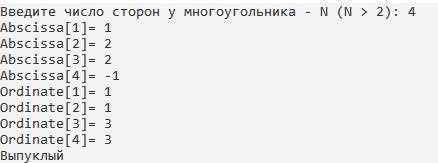 Введите число сторон у многоугольника - N (N > 2): 4
Abscissa[1]= 1
Abscissa[2]= 2
Abscissa[3]= 2
Abscissa[4]= -1
Ordinate[1]= 1
Ordinate[2]= 1
Ordinate[3]= 3
Ordinate[4]= 3
Выпуклый